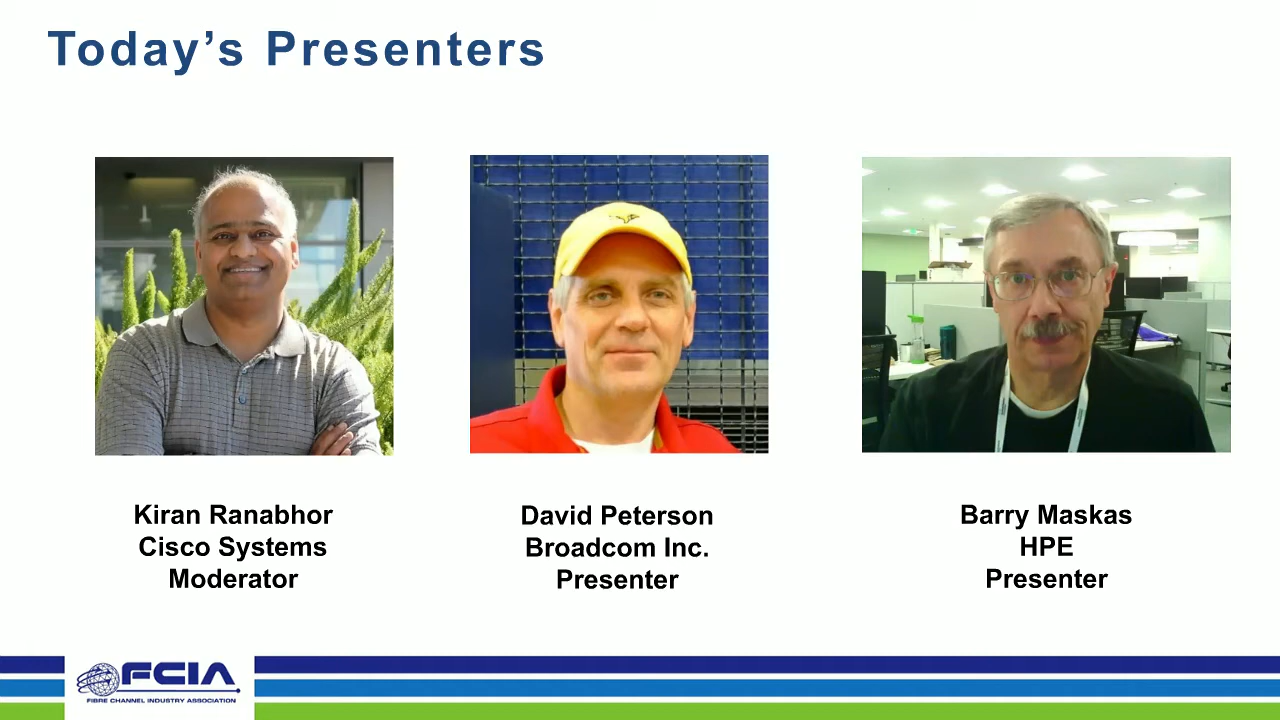 Today’s Presenters
Kiran Ranabhor
Cisco Systems
Moderator
David Peterson
Broadcom Inc.
Presenter
Barry Maskas
HPE
Presenter
FCIA
FIBRE CHANNEL INDUSTRY ASSOCIATION